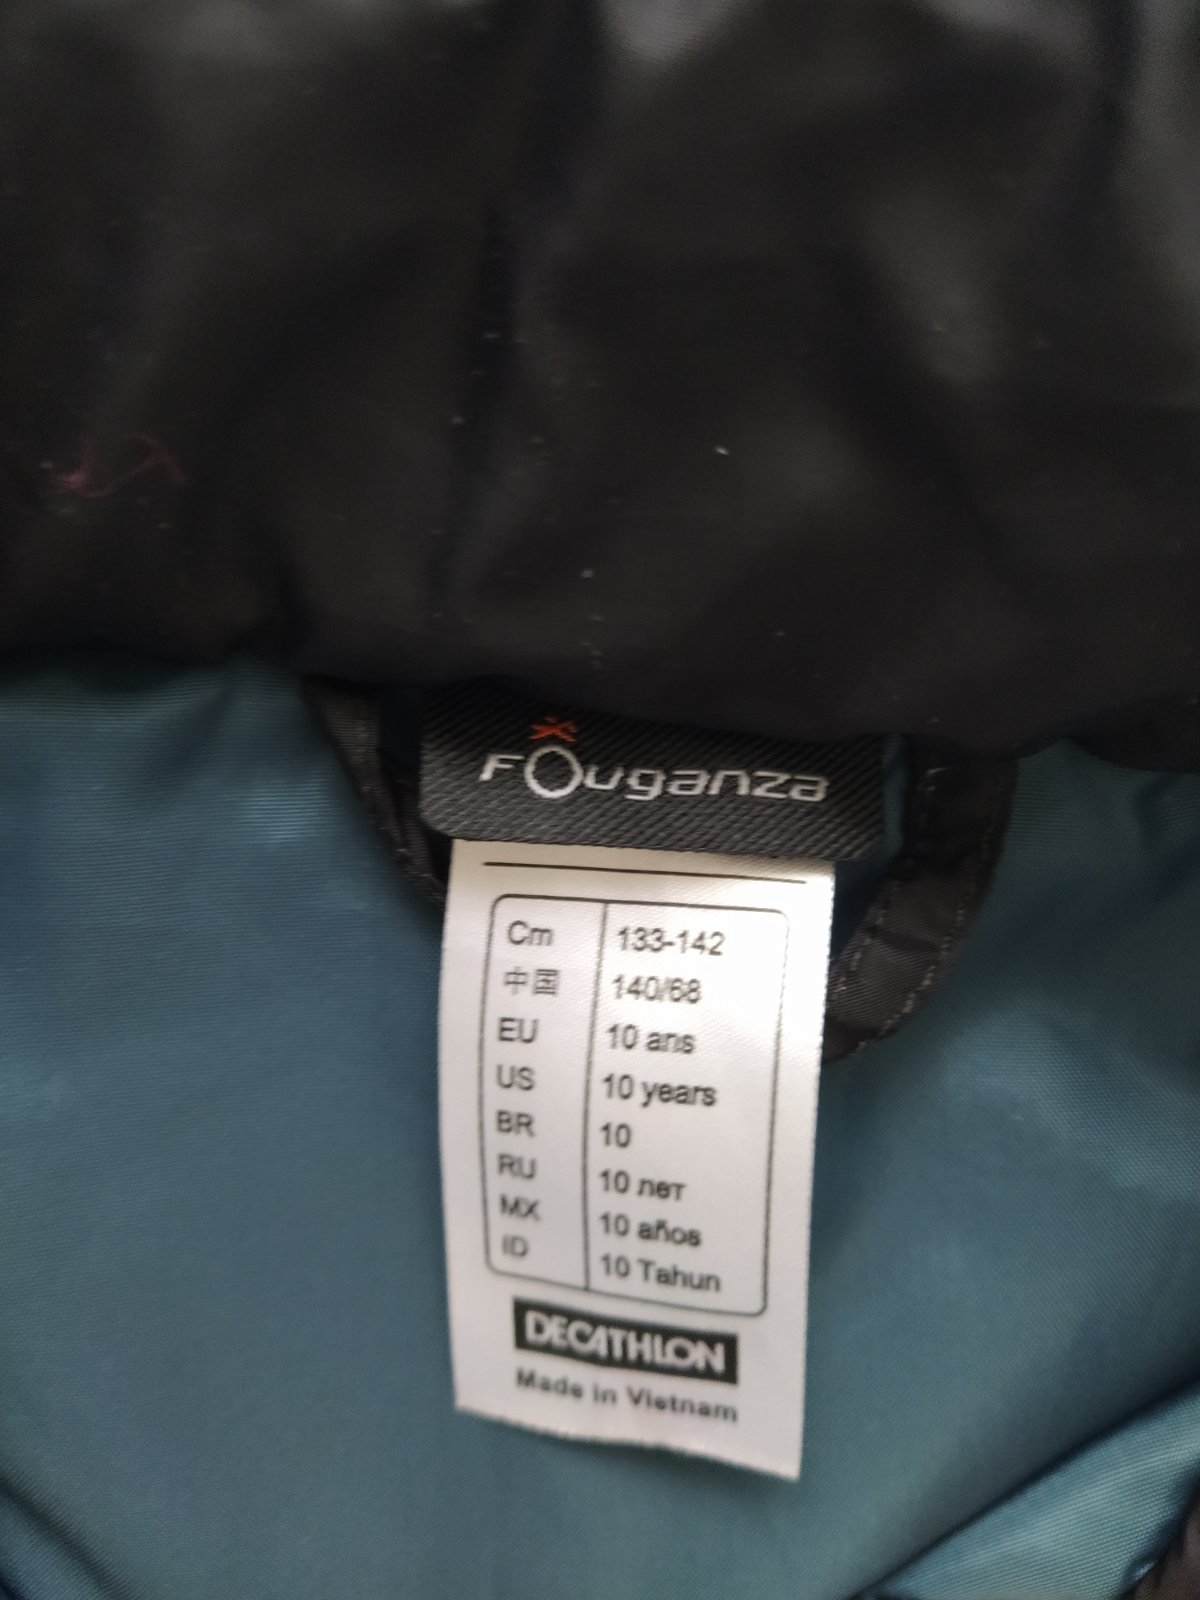 Fouganza
Cm 133-142
中国 140/68
EU 10 ans
US 10 years
BR 10
RU 10 лет
MX 10 años
ID 10 Tahun
DECATHLON
Made in Vietnam